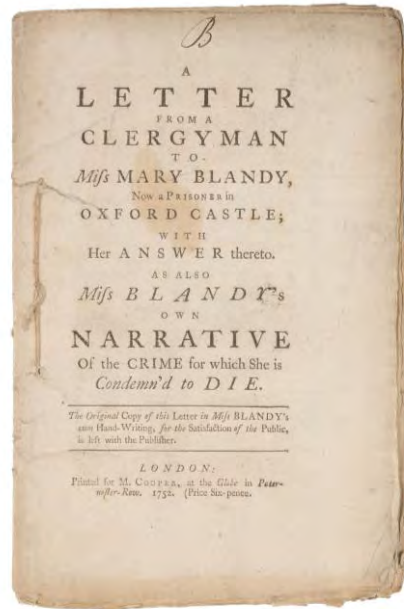 B
A
LETTER
FROM A
CLERGYMAN
TO
Miſs MARY BLANDY,
Now a PRISONER in
OXFORD CASTLE;
WITH
Her ANSWER thereto.
AS ALSO
Miſs BLANDY's
OWN
NARRATIVE
Of the CRIME for which She is
Condemn'd to DIE.
The Original Copy of this Letter in Miſs BLANDY's
own Hand-Writing, for the Satisfaction of the Public,
is left with the Publisher.
LONDON:
Printed for M. COOPER, at the Globe in Pater-
noſter-Row. 1752. (Price Six-pence.